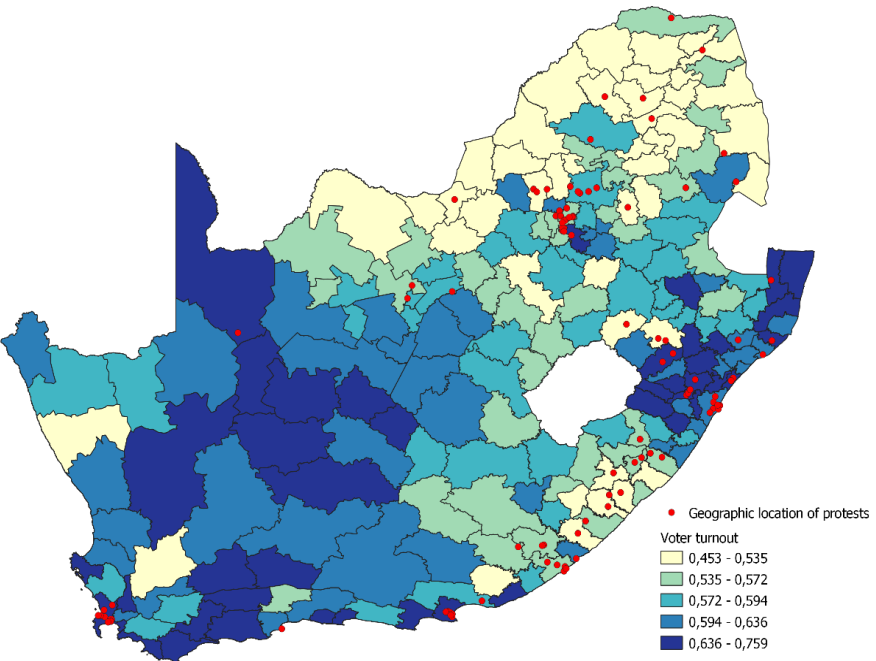 Geographic location of protests
Voter turnout
0,453 - 0,535
0,535 - 0,572
0,572 - 0,594
0,594 - 0,636
0,636 - 0,759